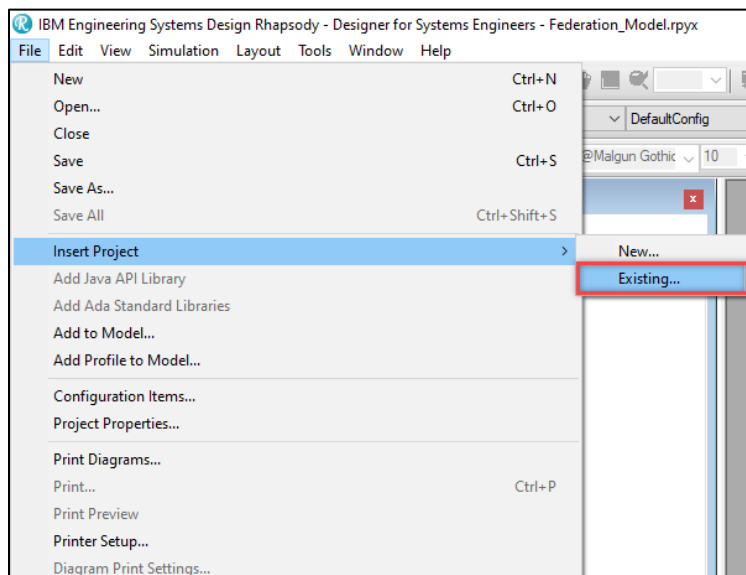 IBM Engineering Systems Design Rhapsody - Designer for Systems Engineers - Federation_Model.rpyx
File Edit View Simulation Layout Tools Window Help
New Ctrl+N
Open... Ctrl+O
Close
DefaultConfig
Save Ctrl+S
@Malgun Gothic 10
Save As...
Save All Ctrl+Shift+S
Insert Project > New...
Add Java API Library Existing...
Add Ada Standard Libraries
Add to Model...
Add Profile to Model...
Configuration Items...
Project Properties...
Print Diagrams...
Print... Ctrl+P
Print Preview
Printer Setup...
Diagram Print Settings...